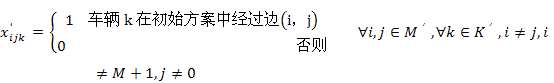 x′ijk = { 1 车辆 k 在初始方案中经过边(i，j)
0 否则 ∀i,j ∈ M′,∀k ∈ K′,i ≠ j,i
≠ M + 1,j ≠ 0